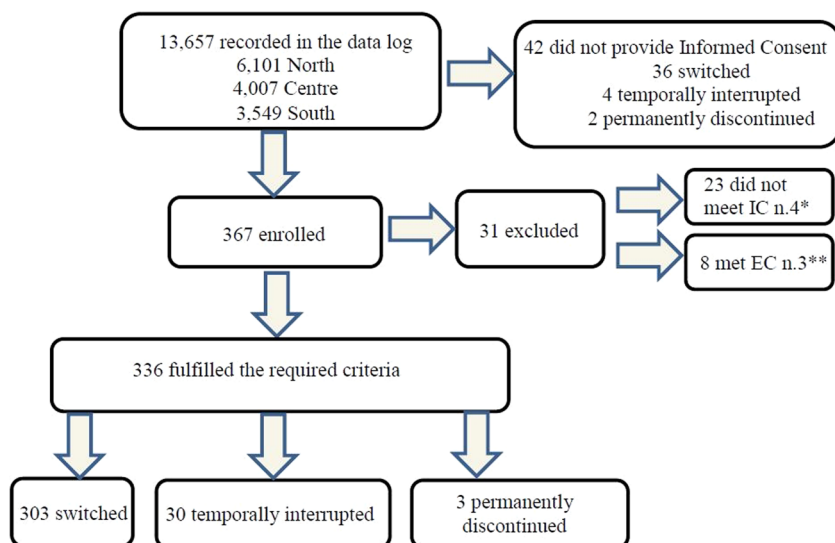 13,657 recorded in the data log
6,101 North
4,007 Centre
3,549 South
42 did not provide Informed Consent
36 switched
4 temporally interrupted
2 permanently discontinued
367 enrolled
31 excluded
23 did not
meet IC n.4*
8 met EC n.3**
336 fulfilled the required criteria
303 switched
30 temporally interrupted
3 permanently
discontinued